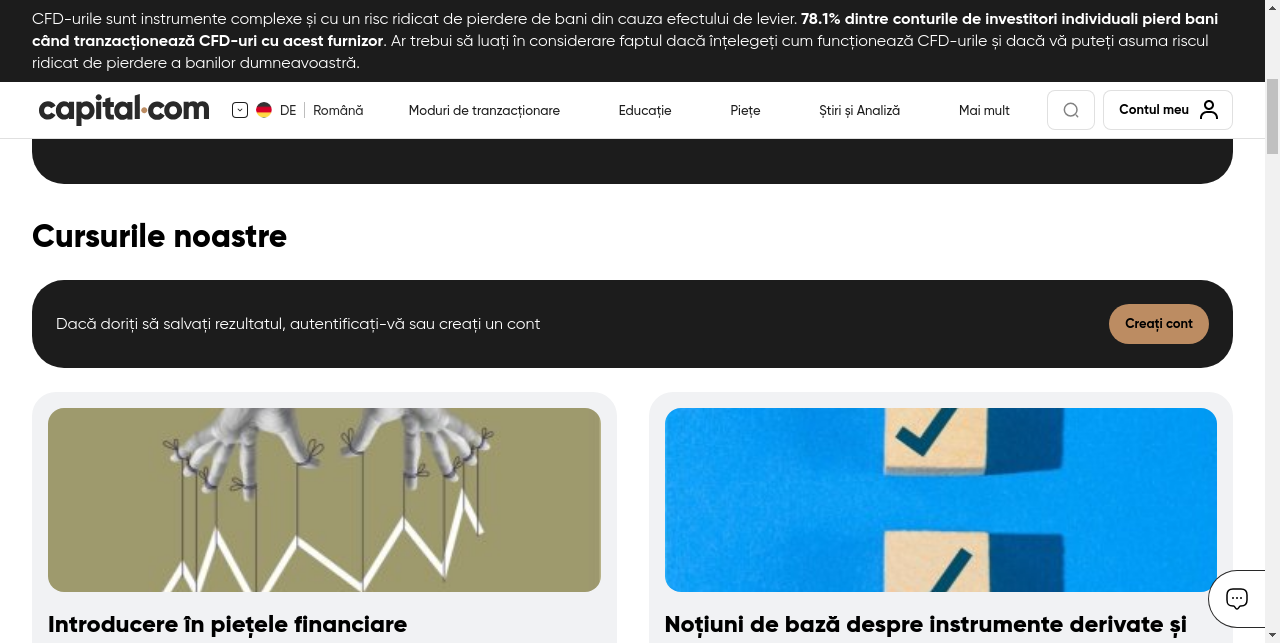 CFD-urile sunt instrumente complexe și cu un risc ridicat de pierdere de bani din cauza efectului de levier. 78.1% dintre conturile de investitori individuali pierd bani
când tranzacționează CFD-uri cu acest furnizor. Ar trebui să luați în considerare faptul dacă înțelegeți cum funcționează CFD-urile și dacă vă puteți asuma riscul
ridicat de pierdere a banilor dumneavoastră.
capital.com DE Română Moduri de tranzacționare Educație Piețe Știri și Analiză Mai mult Contul meu
Cursurile noastre
Dacă doriți să salvați rezultatul, autentificați-vă sau creați un cont Creați cont
Introducere în piețele financiare
Noțiuni de bază despre instrumente derivate și